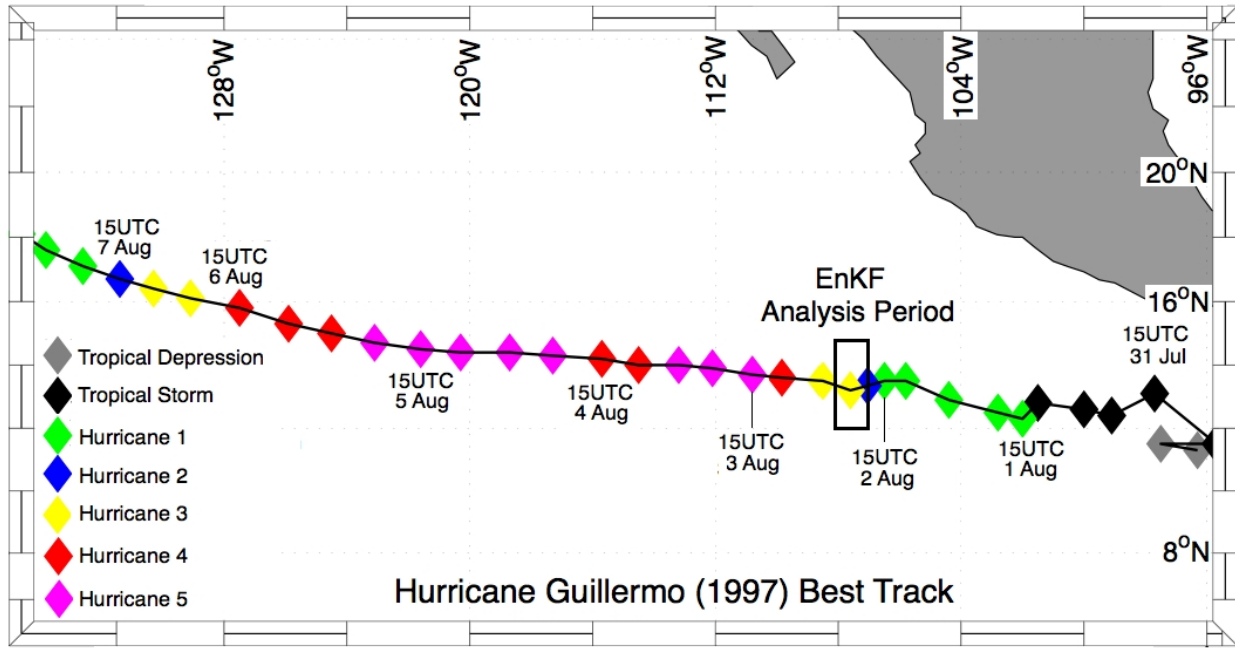 128°W
120°W
112°W
104°W
96°W
20°N
16°N
8°N
15UTC
7 Aug
15UTC
6 Aug
EnKF
Analysis Period
15UTC
31 Jul
15UTC
5 Aug
15UTC
4 Aug
15UTC
3 Aug
15UTC
2 Aug
15UTC
1 Aug
Tropical Depression
Tropical Storm
Hurricane 1
Hurricane 2
Hurricane 3
Hurricane 4
Hurricane 5
Hurricane Guillermo (1997) Best Track